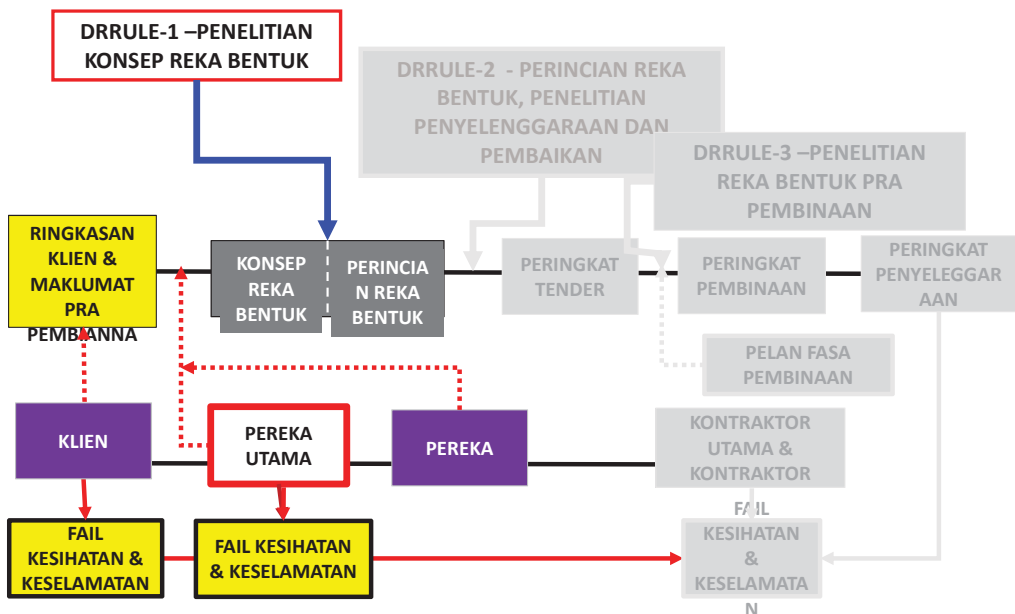 DRRULE-1 –PENELITIAN
KONSEP REKA BENTUK
DRRULE-2 - PERINCIAN REKA
BENTUK, PENELITIAN
PENYELENGGARAAN DAN
PEMBAIKAN
DRRULE-3 –PENELITIAN
REKA BENTUK PRA
PEMBINAAN
RINGKASAN
KLIEN &
MAKLUMAT
PRA
PEMBIANNA
KONSEP
REKA
BENTUK
PERINCIA
N REKA
BENTUK
PERINGKAT
TENDER
PERINGKAT
PEMBINAAN
PERINGKAT
PENYELEGGAR
AAN
PELAN FASA
PEMBINAAN
KLIEN
PEREKA
UTAMA
PEREKA
KONTRAKTOR
UTAMA &
KONTRAKTOR
FAIL
KESIHATAN &
KESELAMATAN
FAIL KESIHATAN
& KESELAMATAN
FAIL
KESIHATAN
&
KESELAMATA
N